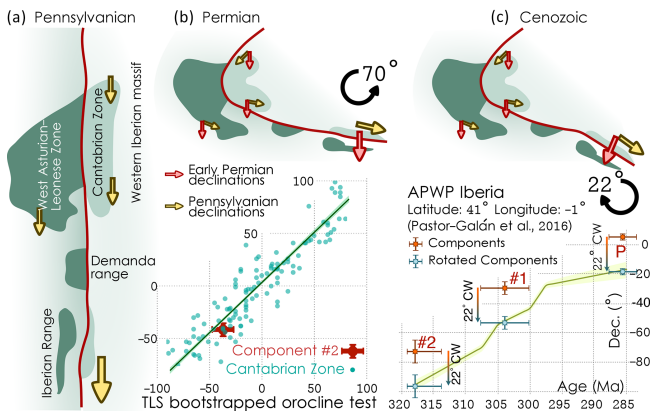 (a) Pennsylvanian
(b) Permian
(c) Cenozoic
West Asturian-
Leonese Zone
Cantabrian Zone
Western Iberian massif
Demanda
range
Iberian Range
70°
22°
Early Permian
declinations
Pennsylvanian
declinations
100
50
0
−50
−100
−50
0
50
100
Component #2
Cantabrian Zone
TLS bootstrapped orocline test
APWP Iberia
Latitude: 41° Longitude: −1°
(Pastor-Galán et al., 2016)
Components
Rotated Components
22° CW
P
#1
22° CW
#2
22° CW
0
−20
−40
−60
−80
Dec. (°)
Age (Ma)
320
315
310
305
300
295
290
285